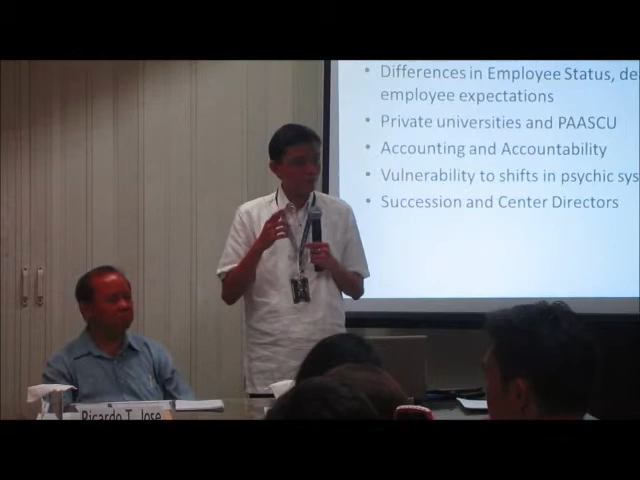 • Differences in Employee Status, de
employee expectations
• Private universities and PAASCU
• Accounting and Accountability
• Vulnerability to shifts in psychic sys
• Succession and Center Directors
Ricardo T. Jose